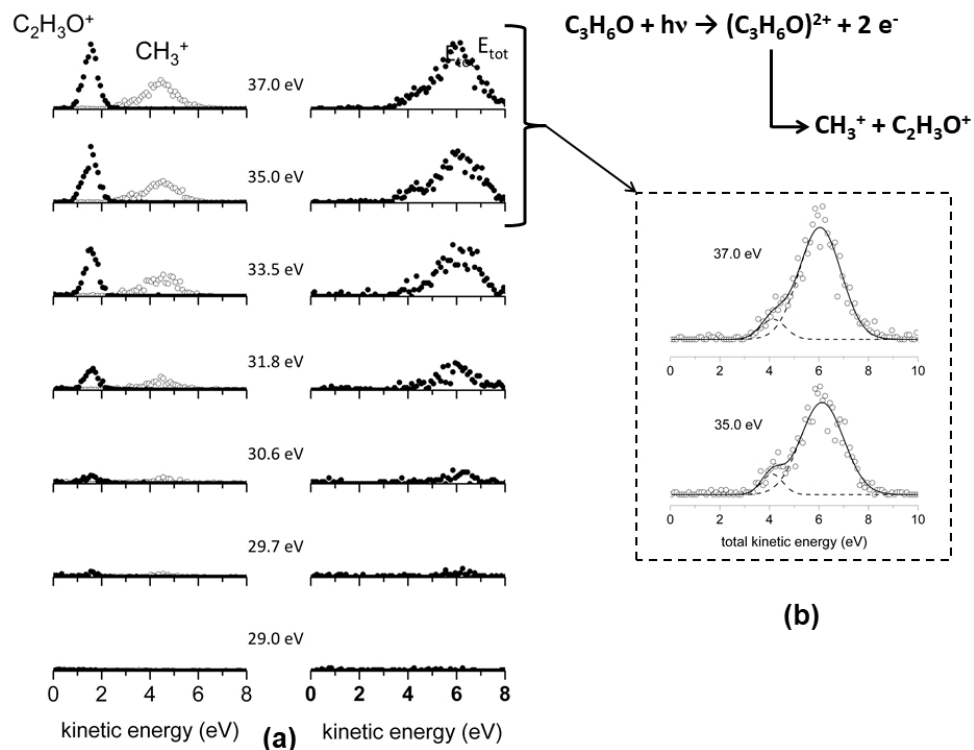 C₂H₃O⁺
CH₃⁺
37.0 eV
35.0 eV
33.5 eV
31.8 eV
30.6 eV
29.7 eV
29.0 eV
0 2 4 6 8
kinetic energy (eV)
E_tot
0 2 4 6 8
kinetic energy (eV)
(a)
C₃H₆O + hν → (C₃H₆O)²⁺ + 2 e⁻
CH₃⁺ + C₂H₃O⁺
37.0 eV
0 2 4 6 8 10
35.0 eV
0 2 4 6 8 10
total kinetic energy (eV)
(b)